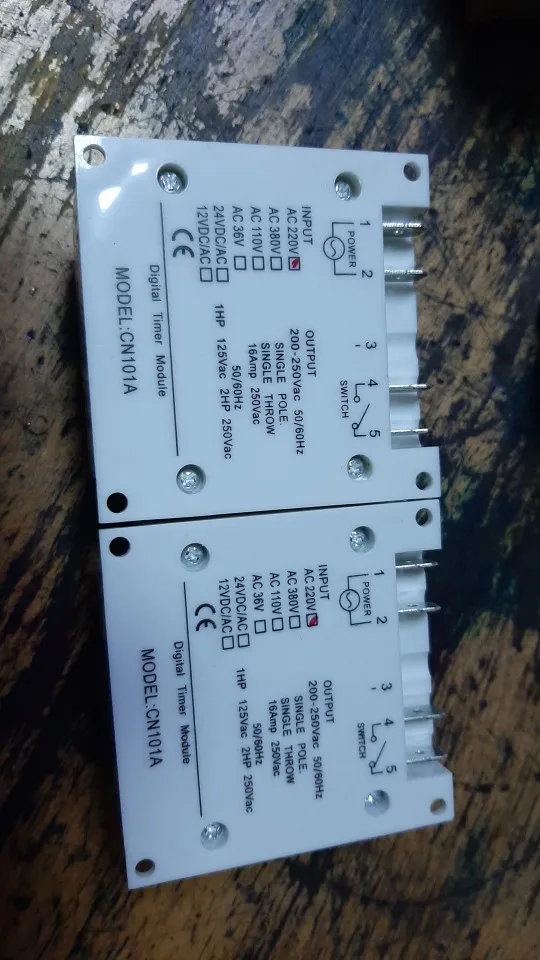 1 2 3 4 5
POWER
SWITCH
INPUT
AC 220V
AC 380V
AC 110V
AC 36V
24VDC/AC
12VDC/AC
OUTPUT
200-250Vac 50/60Hz
SINGLE POLE.
SINGLE THROW
16Amp 250Vac
50/60Hz
1HP 125Vac 2HP 250Vac
CE
Digital Timer Module
MODEL:CN101A
1 2 3 4 5
POWER
SWITCH
INPUT
AC 220V
AC 380V
AC 110V
AC 36V
24VDC/AC
12VDC/AC
OUTPUT
200-250Vac 50/60Hz
SINGLE POLE.
SINGLE THROW
16Amp 250Vac
50/60Hz
1HP 125Vac 2HP 250Vac
CE
Digital Timer Module
MODEL:CN101A